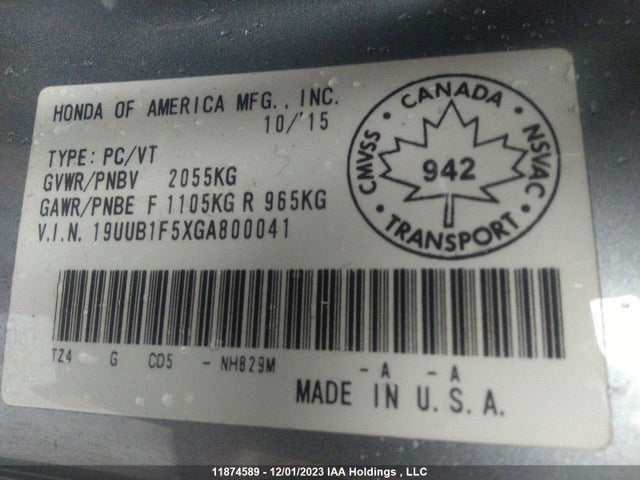 HONDA OF AMERICA MFG., INC.
10/'15
TYPE: PC/VT
GVWR/PNBV 2055KG
GAWR/PNBE F 1105KG R 965KG
V.I.N. 19UUB1F5XGA800041
CANADA
CMVSS
942
NSVAC
TRANSPORT
TZ4 G CD5 - NH829M - A - A
MADE IN U.S.A.
11874589 - 12/01/2023 IAA Holdings , LLC